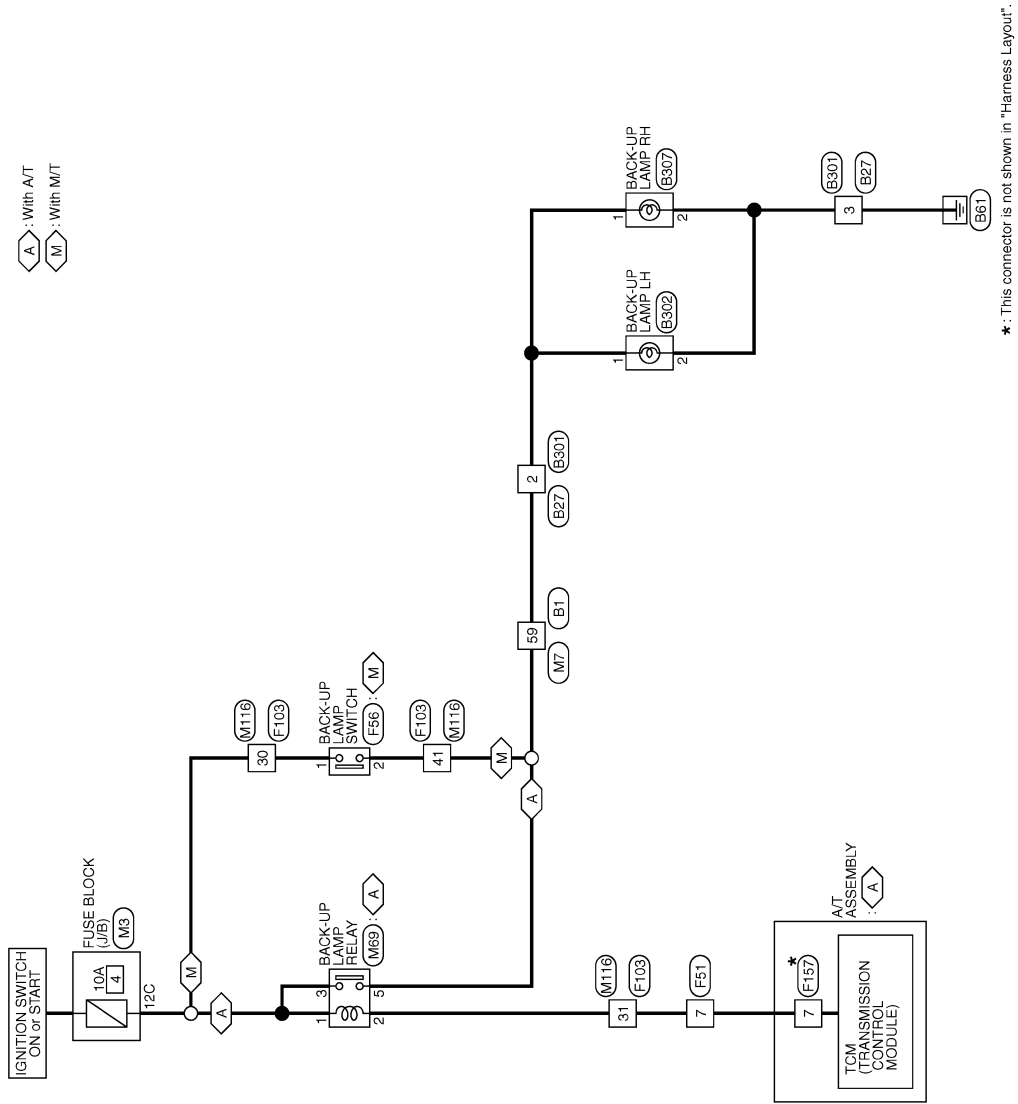 IGNITION SWITCH
ON or START
FUSE BLOCK
(J/B)
M3
10A
4
12C
M
A
A : With A/T
M : With M/T
BACK-UP
LAMP
RELAY
M69 : A
1
3
2
5
M116
30
F103
BACK-UP
LAMP
SWITCH
F56 : M
1
2
F103
41
M116
M
A
59
M7
B1
2
B27
B301
BACK-UP
LAMP LH
B302
1
2
BACK-UP
LAMP RH
B307
1
2
B301
3
B27
B61
M116
31
F103
7
F51
A/T
ASSEMBLY
: A
*
7
F157
TCM
(TRANSMISSION
CONTROL
MODULE)
* : This connector is not shown in "Harness Layout".